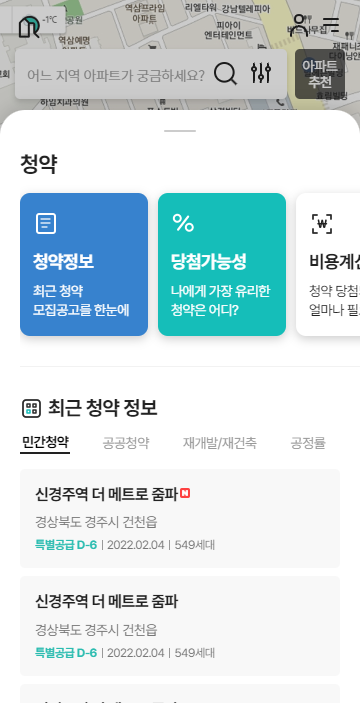 공원
역삼프라임
아파트
리엘타워
강남텔피아
-1°C
피아이
엔터테인먼트
역삼예명
어느 지역 아파트가 궁금하세요?
아파트
추천
하임치과의원
청약
청약정보
최근 청약
모집공고를 한눈에
당첨가능성
나에게 가장 유리한
청약은 어디?
비용계산
청약 당첨
얼마나 필
최근 청약 정보
민간청약
공공청약
재개발/재건축
공정률
신경주역 더 메트로 줌파 N
경상북도 경주시 건천읍
특별공급 D-6 | 2022.02.04 | 549세대
신경주역 더 메트로 줌파
경상북도 경주시 건천읍
특별공급 D-6 | 2022.02.04 | 549세대